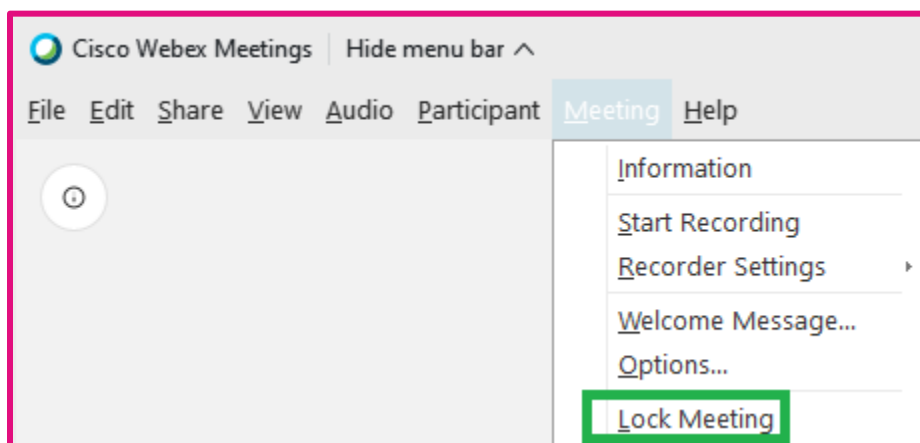 Cisco Webex Meetings Hide menu bar
File Edit Share View Audio Participant Meeting Help
Information
Start Recording
Recorder Settings
Welcome Message...
Options...
Lock Meeting